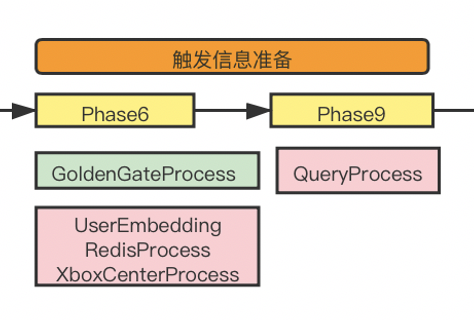 触发信息准备
Phase6
Phase9
GoldenGateProcess
QueryProcess
UserEmbedding
RedisProcess
XboxCenterProcess